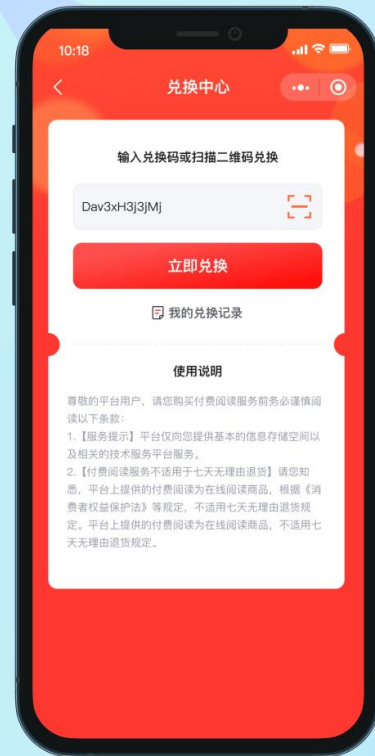 10:18
兑换中心
输入兑换码或扫描二维码兑换
Dav3xH3j3jMj
立即兑换
我的兑换记录
使用说明
尊敬的平台用户，请您购买付费阅读服务前务必谨慎阅
读以下条款：
1.【服务提示】平台仅向您提供基本的信息存储空间以
及相关的技术服务平台服务。
2.【付费阅读服务不适用于七天无理由退货】请您知
悉，平台上提供的付费阅读为在线阅读商品，根据《消
费者权益保护法》等规定，不适用七天无理由退货规
定。平台上提供的付费阅读为在线阅读商品，不适用七
天无理由退货规定。